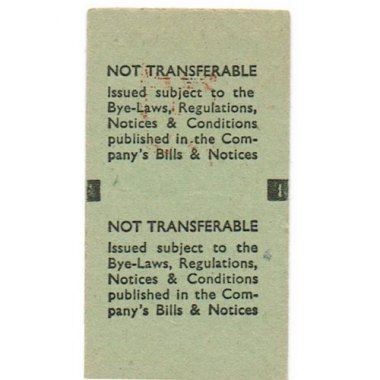 NOT TRANSFERABLE
Issued subject to the
Bye-Laws, Regulations,
Notices & Conditions
published in the Com-
pany's Bills & Notices
1
NOT TRANSFERABLE
Issued subject to the
Bye-Laws, Regulations,
Notices & Conditions
published in the Com-
pany's Bills & Notices